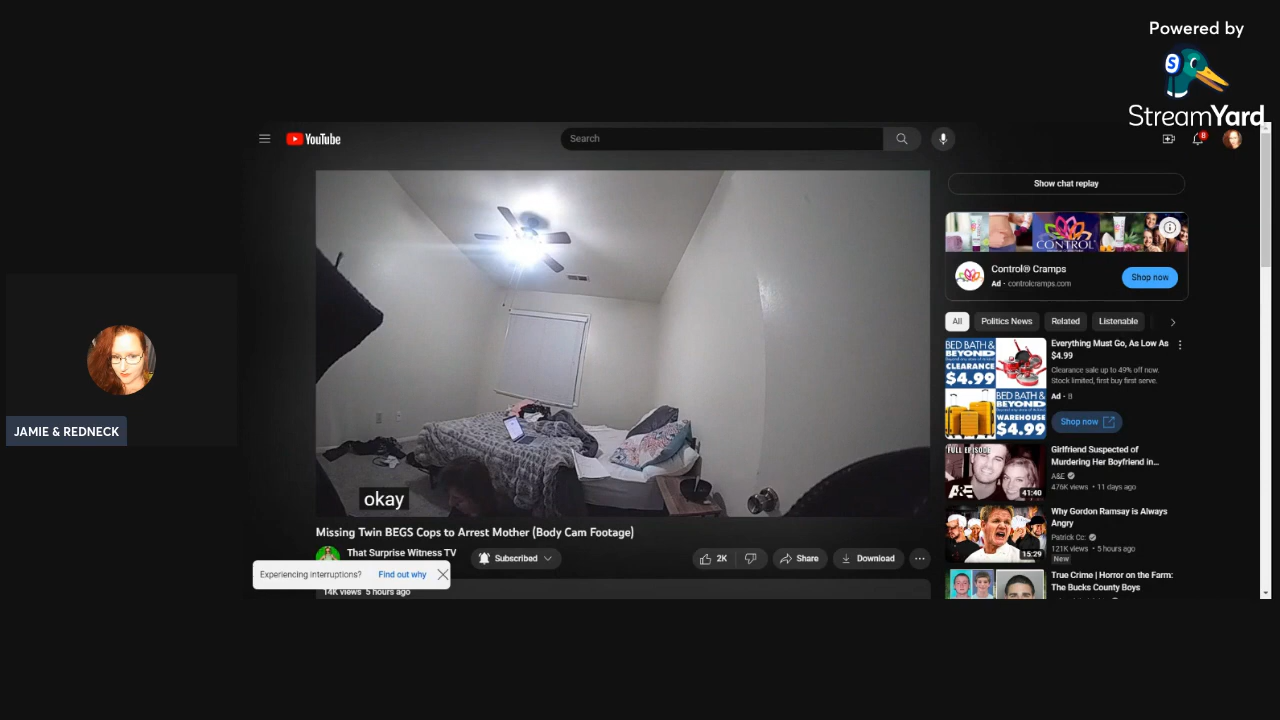 Powered by
StreamYard
YouTube
Search
8
Show chat replay
CONTROL
Control® Cramps
Ad · controlcramps.com
Shop now
All
Politics News
Related
Listenable
BED BATH &
BEYOND
CLEARANCE
$4.99
BED BATH &
BEYOND
WAREHOUSE
$4.99
Everything Must Go, As Low As
$4.99
Clearance sale up to 49% off now.
Stock limited, first buy first serve.
Ad · B
Shop now
JAMIE & REDNECK
okay
FULL EPISODE
A&E
41:40
Girlfriend Suspected of
Murdering Her Boyfriend in...
A&E
476K views • 11 days ago
15:29
Why Gordon Ramsay is Always
Angry
Patrick Cc:
121K views • 5 hours ago
New
True Crime | Horror on the Farm:
The Bucks County Boys
Missing Twin BEGS Cops to Arrest Mother (Body Cam Footage)
That Surprise Witness TV
Subscribed
2K
Share
Download
Experiencing interruptions?
Find out why
14K views 5 hours ago